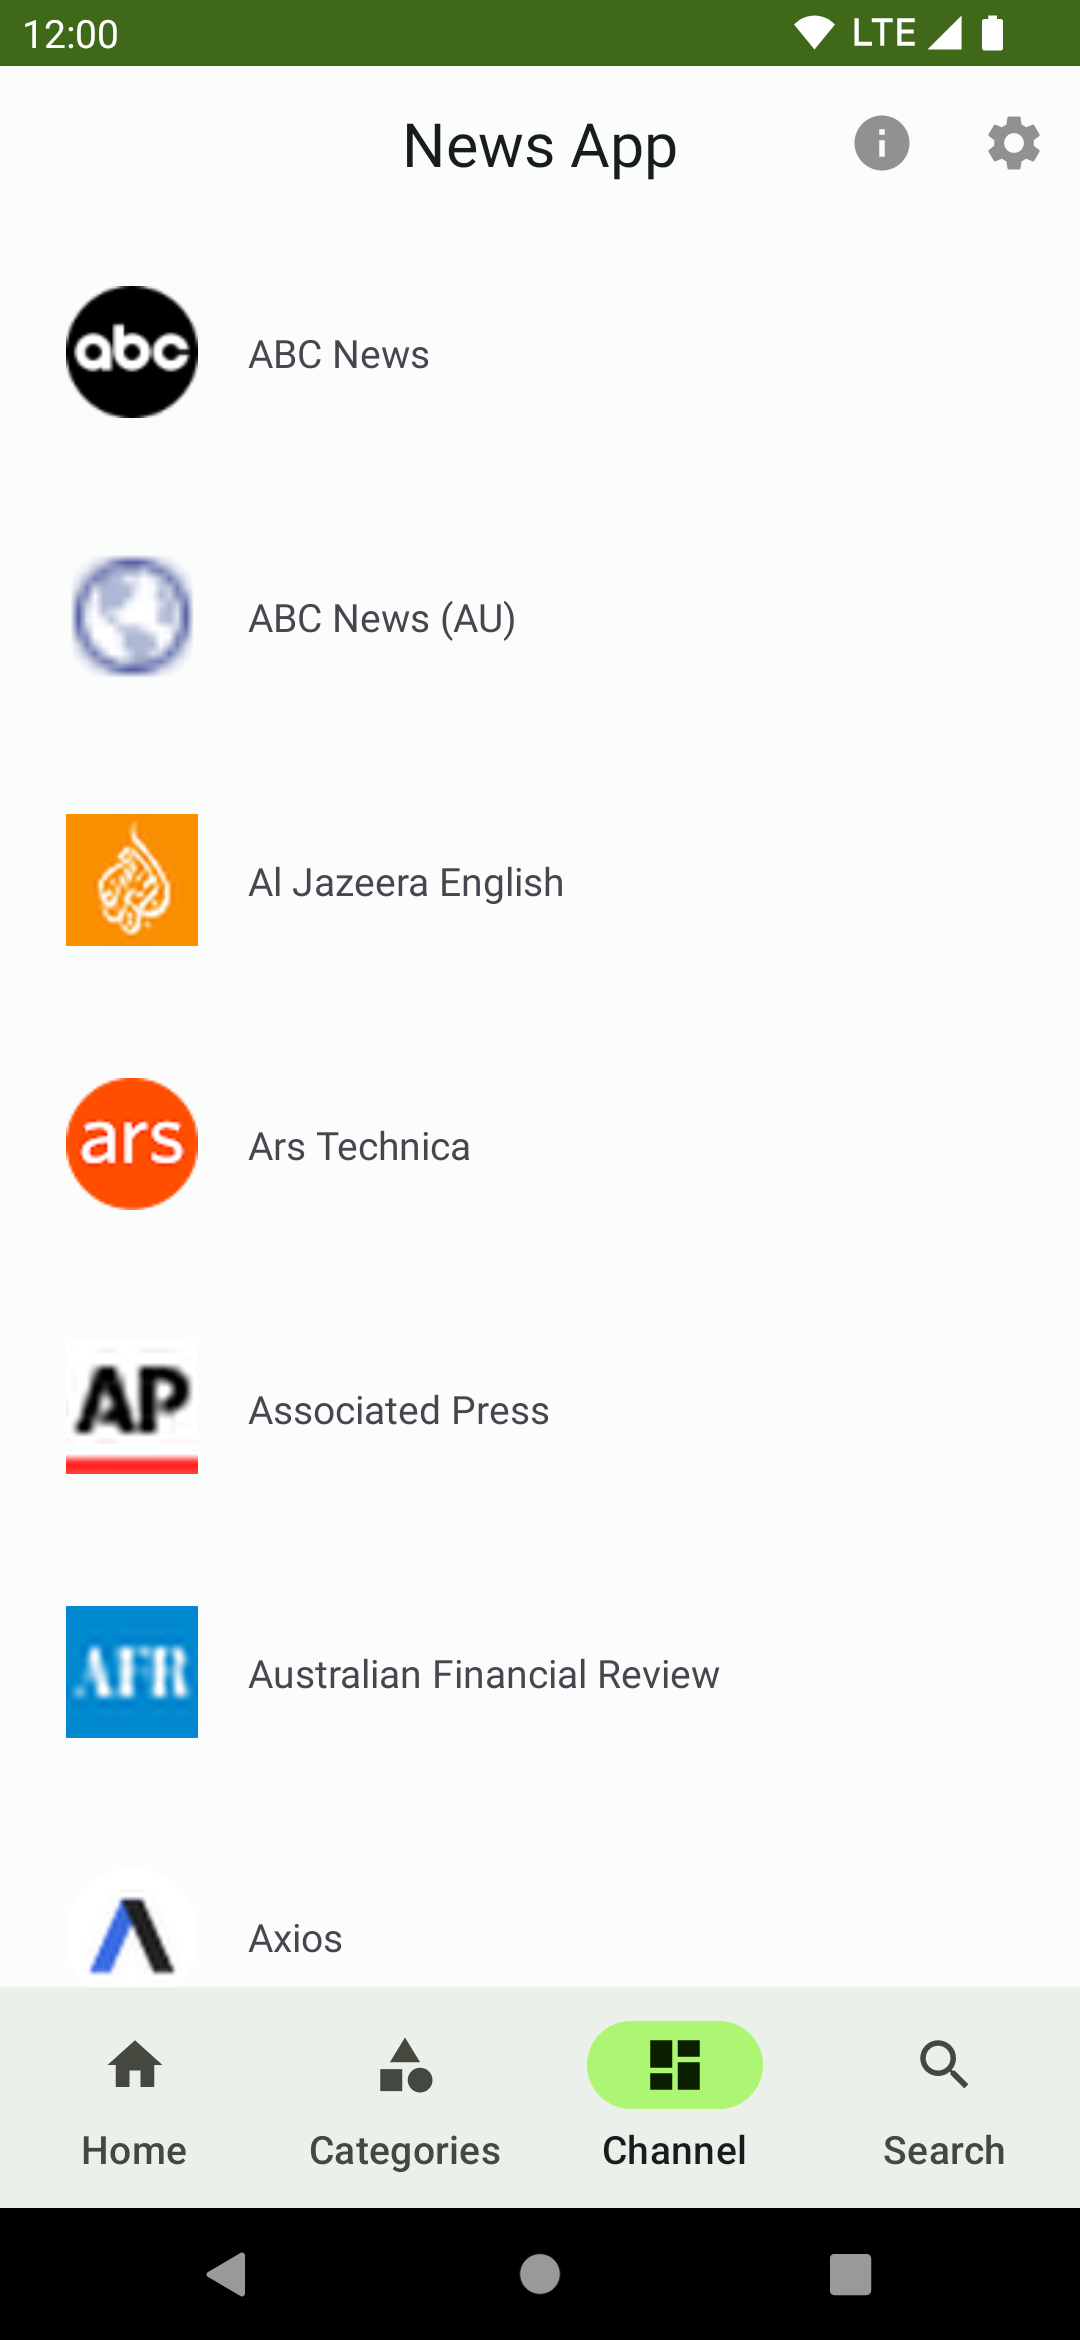 12:00
LTE
News App
abc
ABC News
ABC News (AU)
Al Jazeera English
ars
Ars Technica
AP
Associated Press
AFR
Australian Financial Review
Axios
Home
Categories
Channel
Search